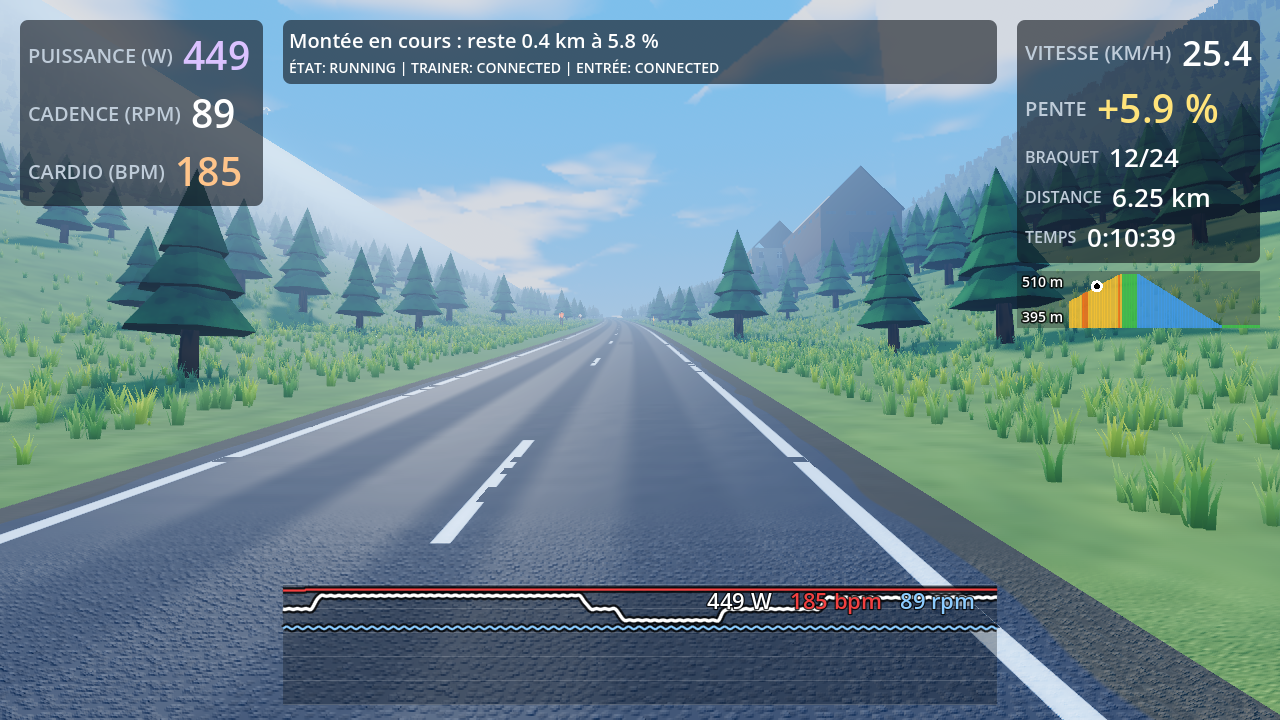 PUISSANCE (W) 449
CADENCE (RPM) 89
CARDIO (BPM) 185
Montée en cours : reste 0.4 km à 5.8 %
ÉTAT: RUNNING | TRAINER: CONNECTED | ENTRÉE: CONNECTED
VITESSE (KM/H) 25.4
PENTE +5.9 %
BRAQUET 12/24
DISTANCE 6.25 km
TEMPS 0:10:39
510 m
395 m
449 W 185 bpm 89 rpm